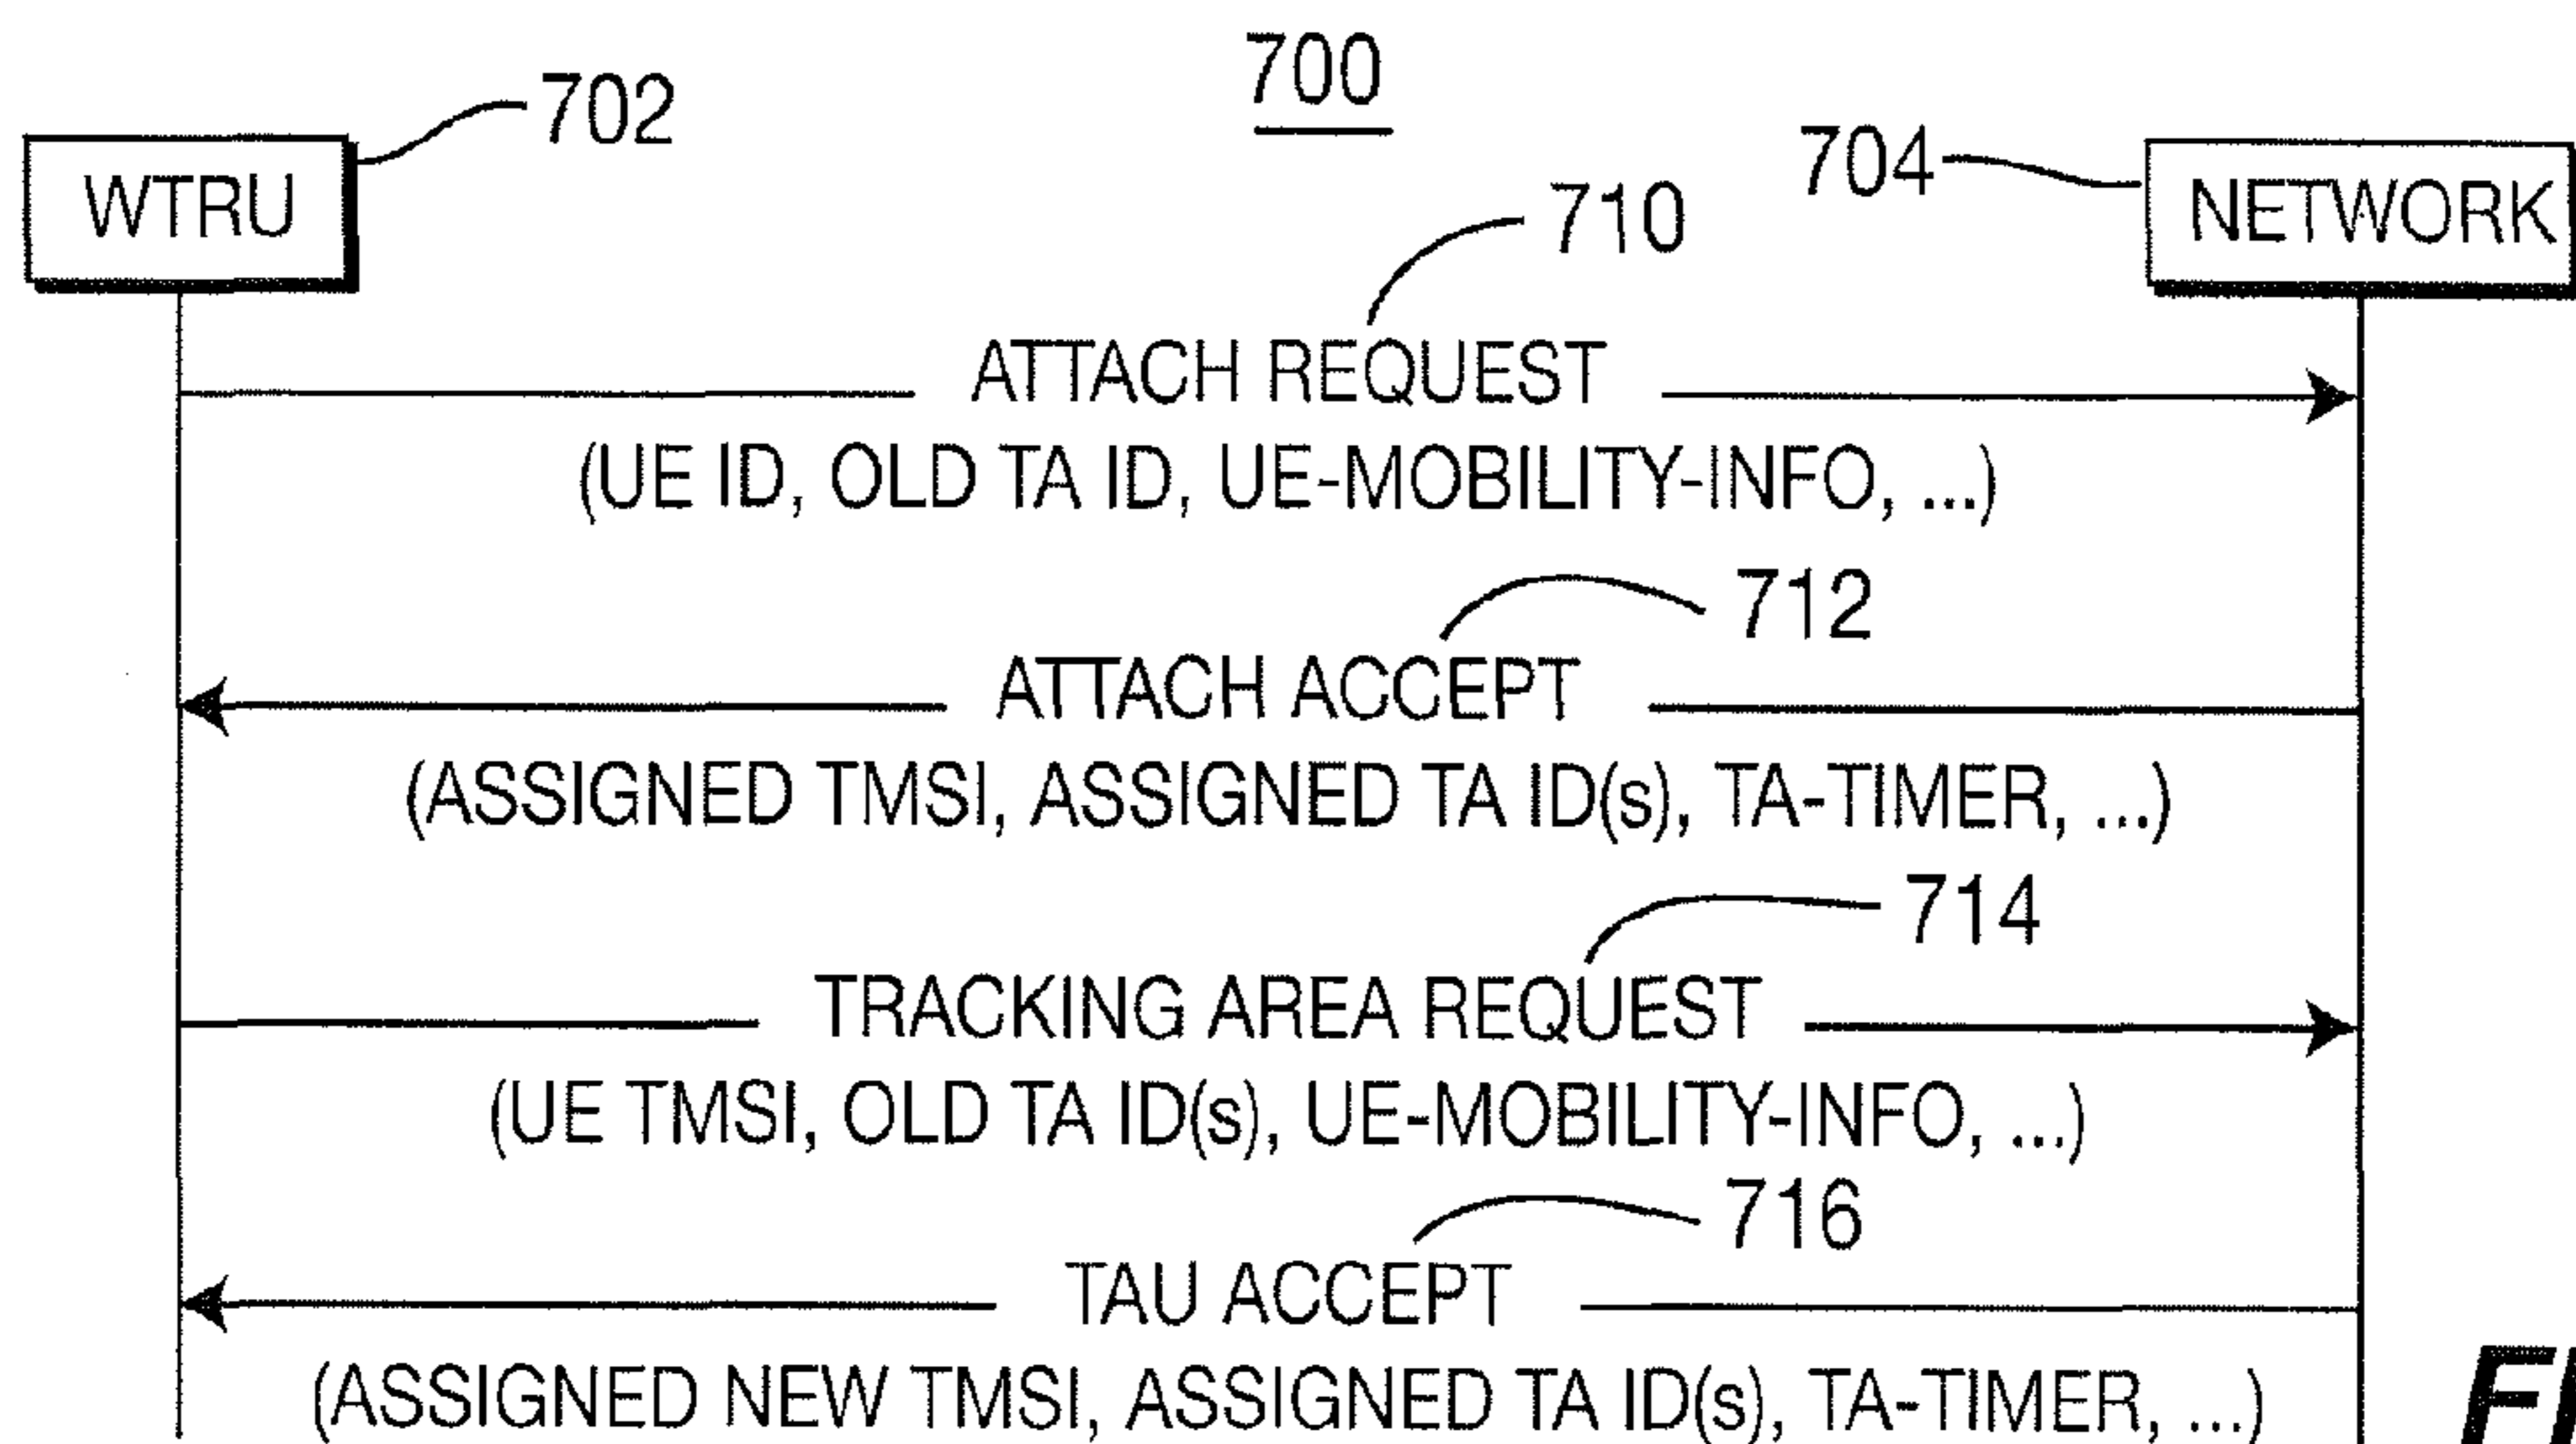 700
702
WTRU
704
NETWORK
710
ATTACH REQUEST
(UE ID, OLD TA ID, UE-MOBILITY-INFO, ...)
712
ATTACH ACCEPT
(ASSIGNED TMSI, ASSIGNED TA ID(s), TA-TIMER, ...)
714
TRACKING AREA REQUEST
(UE TMSI, OLD TA ID(s), UE-MOBILITY-INFO, ...)
716
TAU ACCEPT
(ASSIGNED NEW TMSI, ASSIGNED TA ID(s), TA-TIMER, ...)